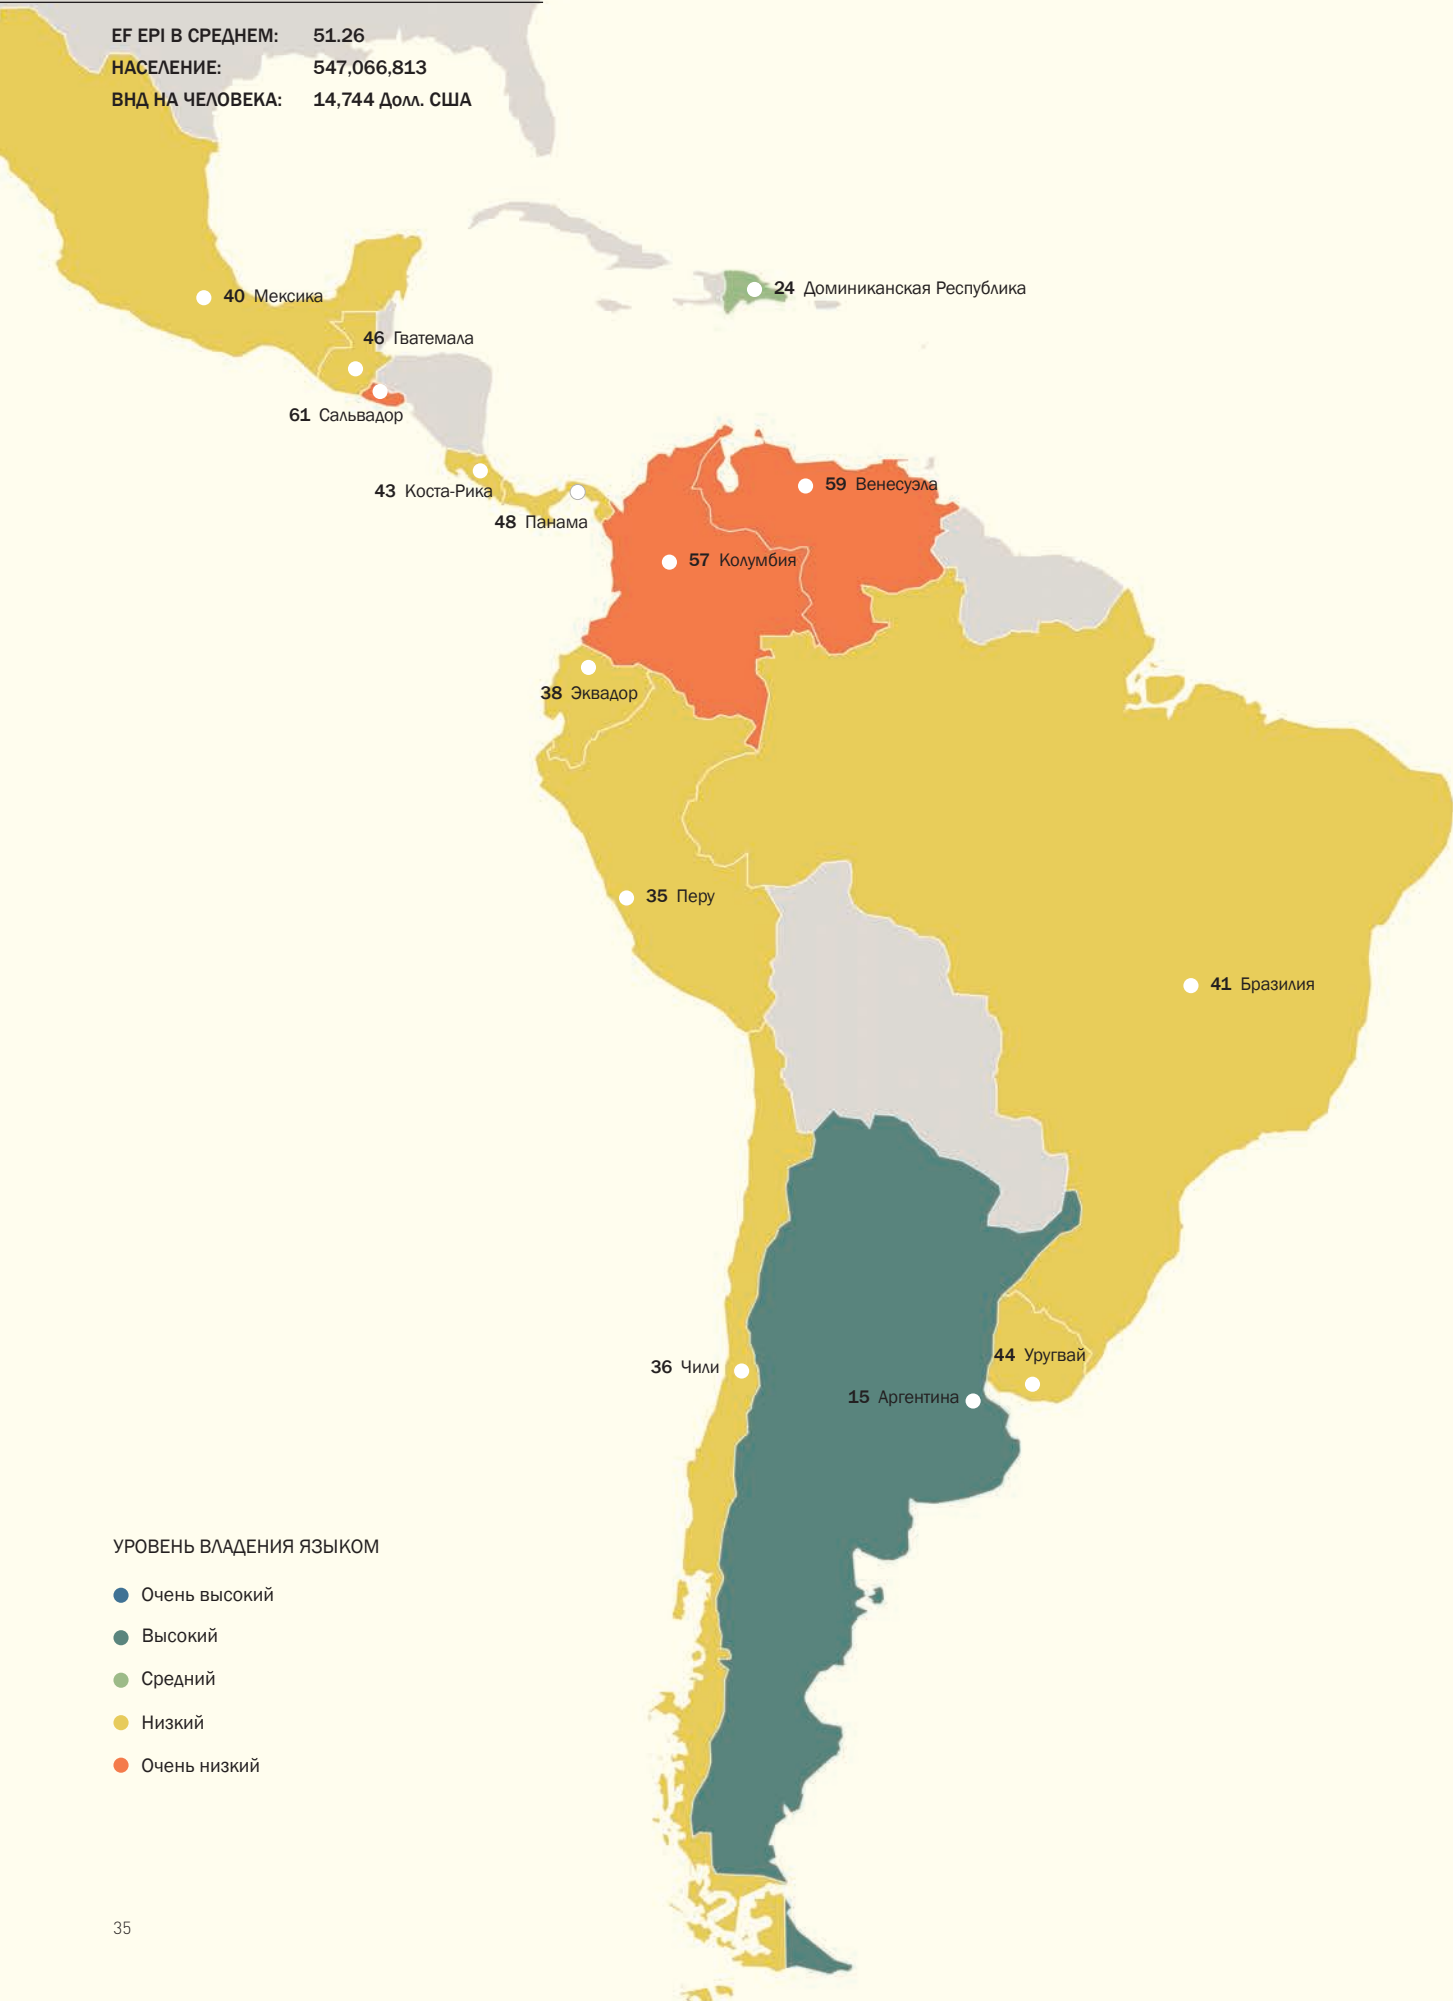 EF EPI В СРЕДНЕМ: 51.26
НАСЕЛЕНИЕ: 547,066,813
ВНД НА ЧЕЛОВЕКА: 14,744 Долл. США
24 Доминиканская Республика
40 Мексика
46 Гватемала
61 Сальвадор
43 Коста-Рика
59 Венесуэла
48 Панама
57 Колумбия
38 Эквадор
35 Перу
41 Бразилия
44 Уругвай
36 Чили
15 Аргентина
УРОВЕНЬ ВЛАДЕНИЯ ЯЗЫКОМ
Очень высокий
Высокий
Средний
Низкий
Очень низкий
35